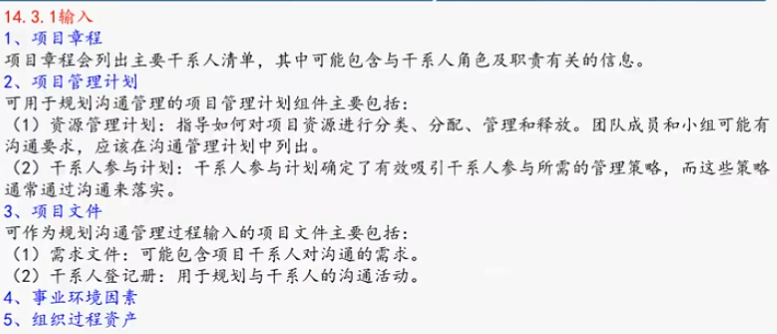 14.3.1输入
1、项目章程
项目章程会列出主要干系人清单，其中可能包含与干系人角色及职责有关的信息。
2、项目管理计划
可用于规划沟通管理的项目管理计划组件主要包括：
（1）资源管理计划：指导如何对项目资源进行分类、分配、管理和释放。团队成员和小组可能有
沟通要求，应该在沟通管理计划中列出。
（2）干系人参与计划：干系人参与计划确定了有效吸引干系人参与所需的管理策略，而这些策略
通常通过沟通来落实。
3、项目文件
可作为规划沟通管理过程输入的项目文件主要包括：
（1）需求文件：可能包含项目干系人对沟通的需求。
（2）干系人登记册：用于规划与干系人的沟通活动。
4、事业环境因素
5、组织过程资产